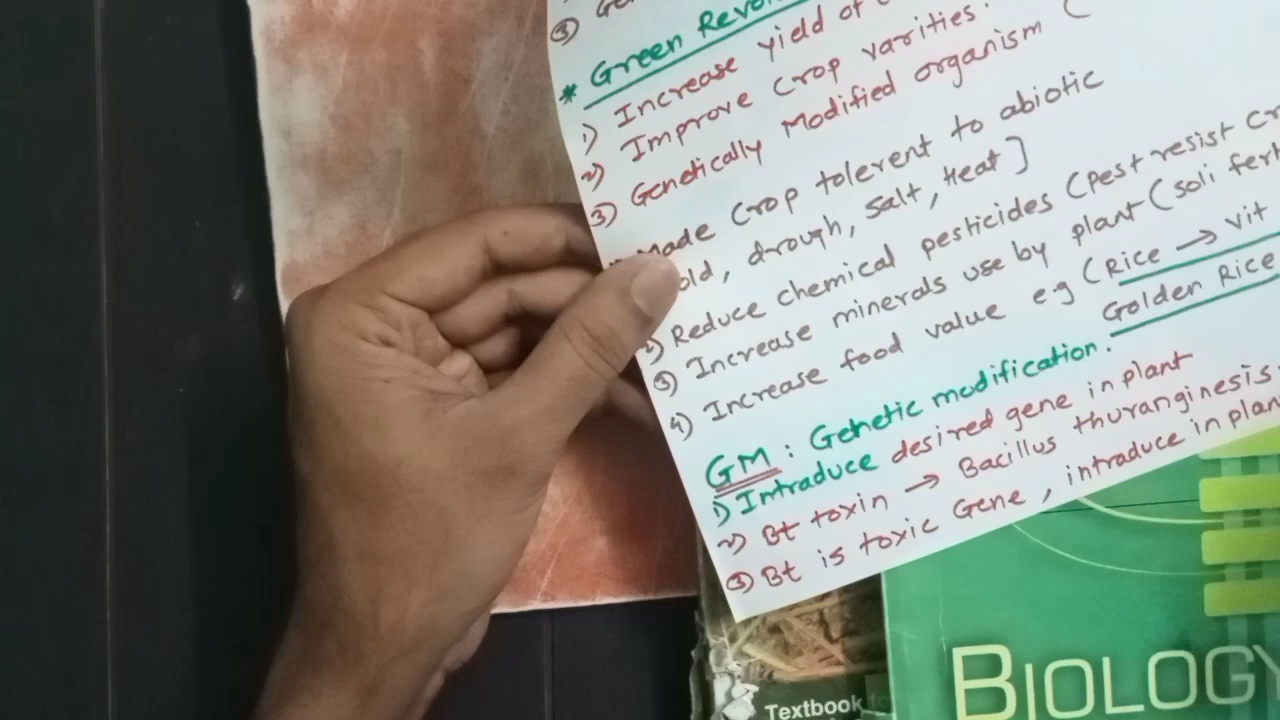 ③
* Green
1) Increase yield of
2) Improve Crop varities.
3) Genetically Modified organism (
Made Crop tolerent to abiotic
old, drough, Salt, Heat]
2) Reduce chemical pesticides (pest resist
③ Increase minerals use by plant (soli
4) Increase food value eg (Rice → Vit
Golden Rice
GM : Genetic modification.
1) Intraduce desired gene in plant
2) Bt toxin → Bacillus thuranginesis.
③ Bt is toxic Gene, intraduce in plan
Textbook
BIOLOGY